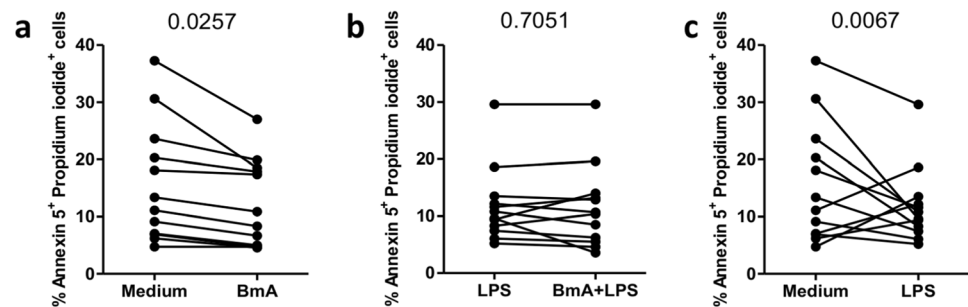 a
0.0257
% Annexin 5⁺ Propidium iodide⁺ cells
40
30
20
10
0
Medium
BmA
b
0.7051
% Annexin 5⁺ Propidium iodide⁺ cells
40
30
20
10
0
LPS
BmA+LPS
c
0.0067
% Annexin 5⁺ Propidium iodide⁺ cells
40
30
20
10
0
Medium
LPS